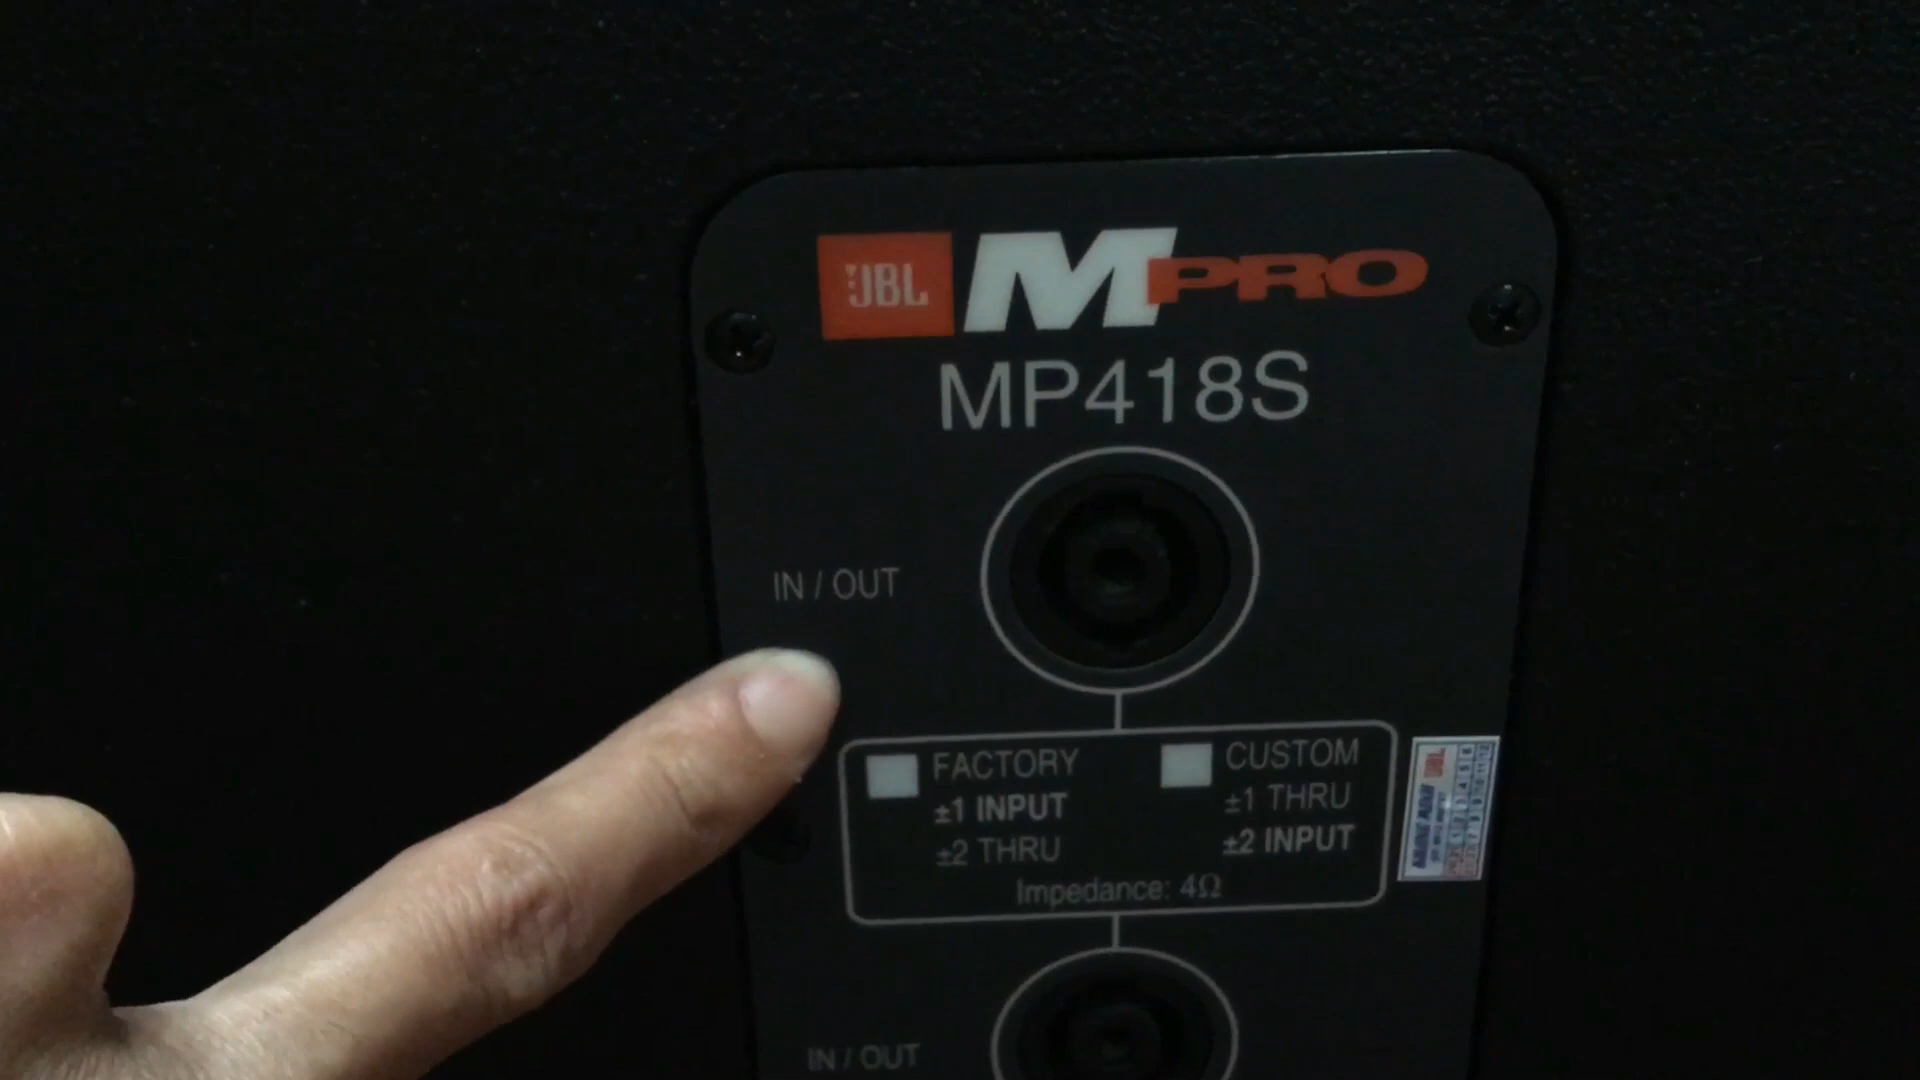 JBL MPRO
MP418S
IN / OUT
FACTORY
±1 INPUT
±2 THRU
CUSTOM
±1 THRU
±2 INPUT
Impedance: 4Ω
JBL
IN / OUT